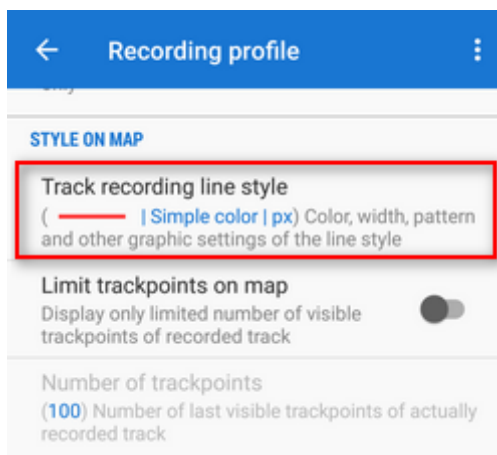 Recording profile
STYLE ON MAP
Track recording line style
( | Simple color | px) Color, width, pattern
and other graphic settings of the line style
Limit trackpoints on map
Display only limited number of visible
trackpoints of recorded track
Number of trackpoints
(100) Number of last visible trackpoints of actually
recorded track